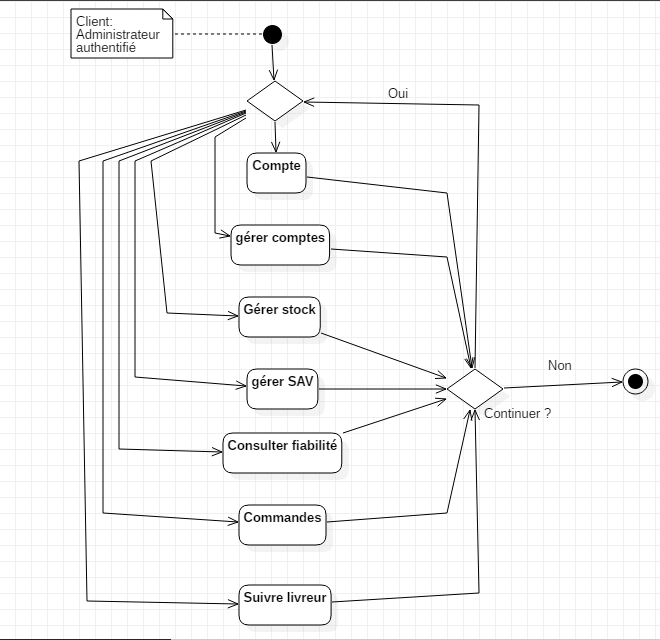 Client:
Administrateur
authentifié
Oui
Compte
gérer comptes
Gérer stock
Non
gérer SAV
Continuer ?
Consulter fiabilité
Commandes
Suivre livreur